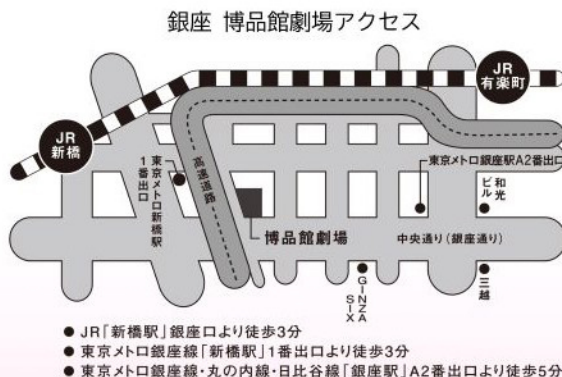 銀座 博品館劇場アクセス
JR
有楽町
JR
新橋
東京メトロ新橋駅
1番出口
高速道路
東京メトロ銀座駅A2番出口
和光
ビル
博品館劇場
中央通り(銀座通り)
GINZA
SIX
三越
● JR「新橋駅」銀座口より徒歩3分
● 東京メトロ銀座線「新橋駅」1番出口より徒歩3分
● 東京メトロ銀座線・丸の内線・日比谷線「銀座駅」A2番出口より徒歩5分